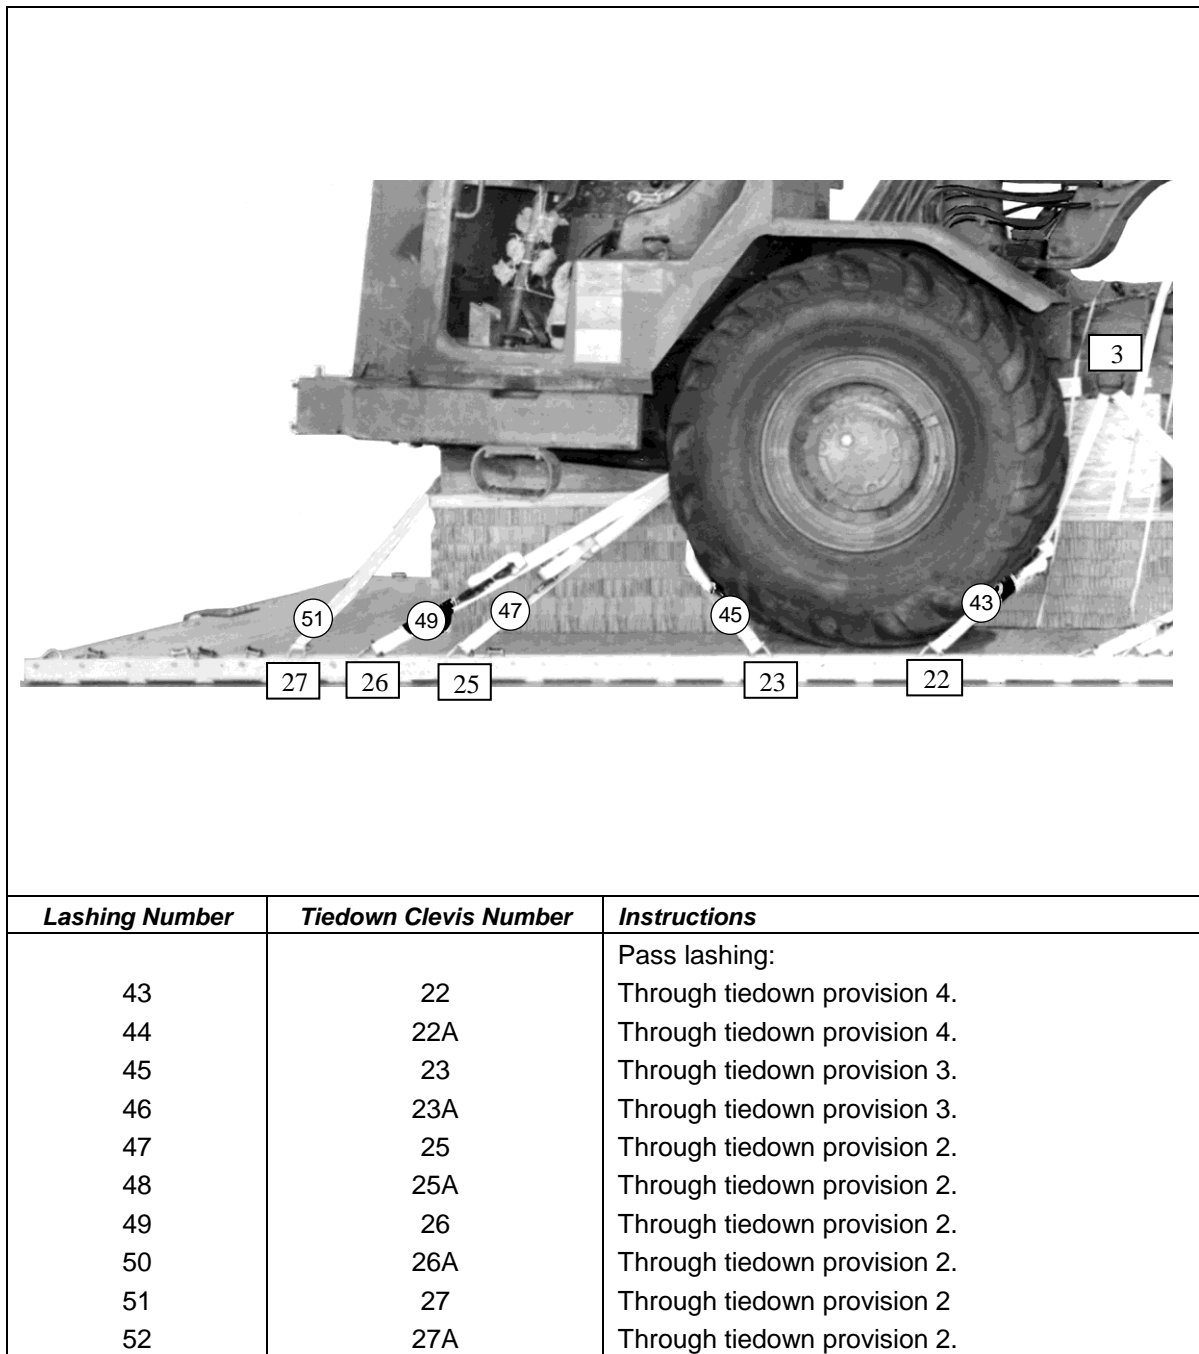 3
51
49
47
45
43
27
26
25
23
22
Lashing Number Tiedown Clevis Number Instructions
Pass lashing:
43 22 Through tiedown provision 4.
44 22A Through tiedown provision 4.
45 23 Through tiedown provision 3.
46 23A Through tiedown provision 3.
47 25 Through tiedown provision 2.
48 25A Through tiedown provision 2.
49 26 Through tiedown provision 2.
50 26A Through tiedown provision 2.
51 27 Through tiedown provision 2
52 27A Through tiedown provision 2.